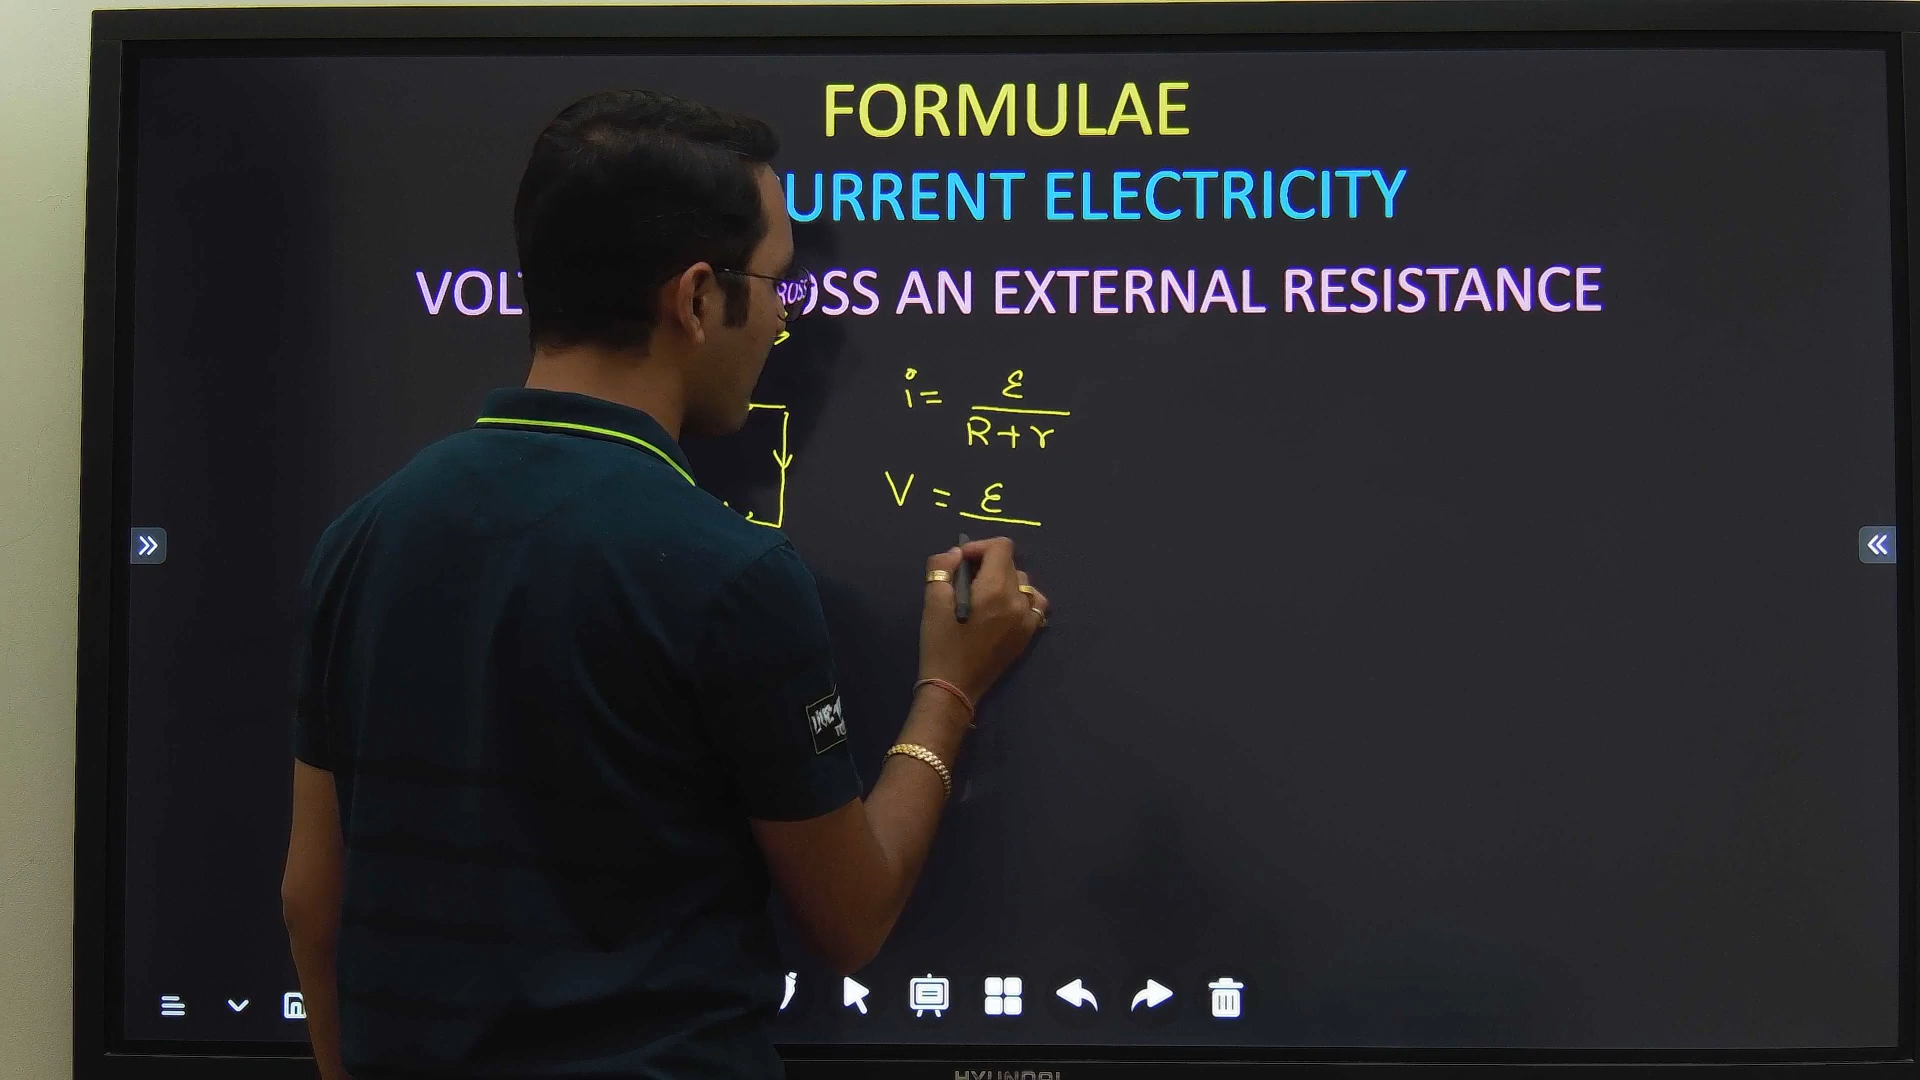 FORMULAE
URRENT ELECTRICITY
VOL OSS AN EXTERNAL RESISTANCE
i = ε / R+r
V = ε
HYUNDAI